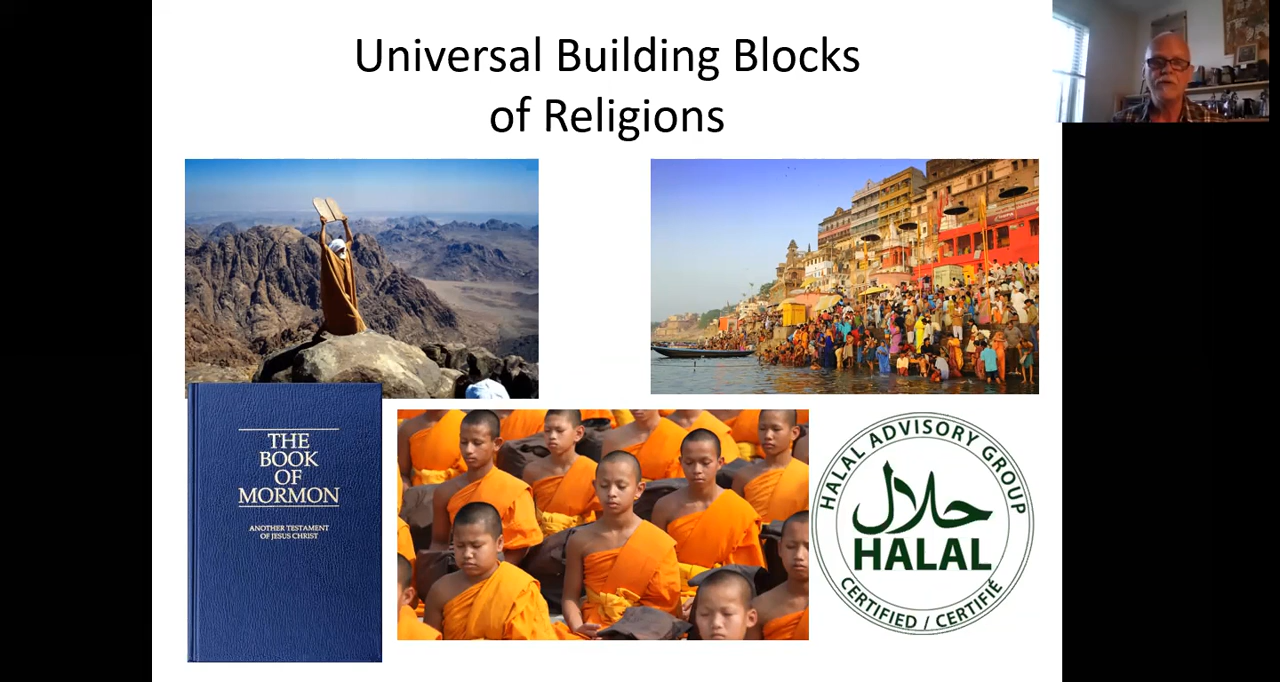 Universal Building Blocks
of Religions
THE
BOOK
OF
MORMON
ANOTHER TESTAMENT
OF JESUS CHRIST
HALAL ADVISORY GROUP
حلال
HALAL
CERTIFIED / CERTIFIÉ